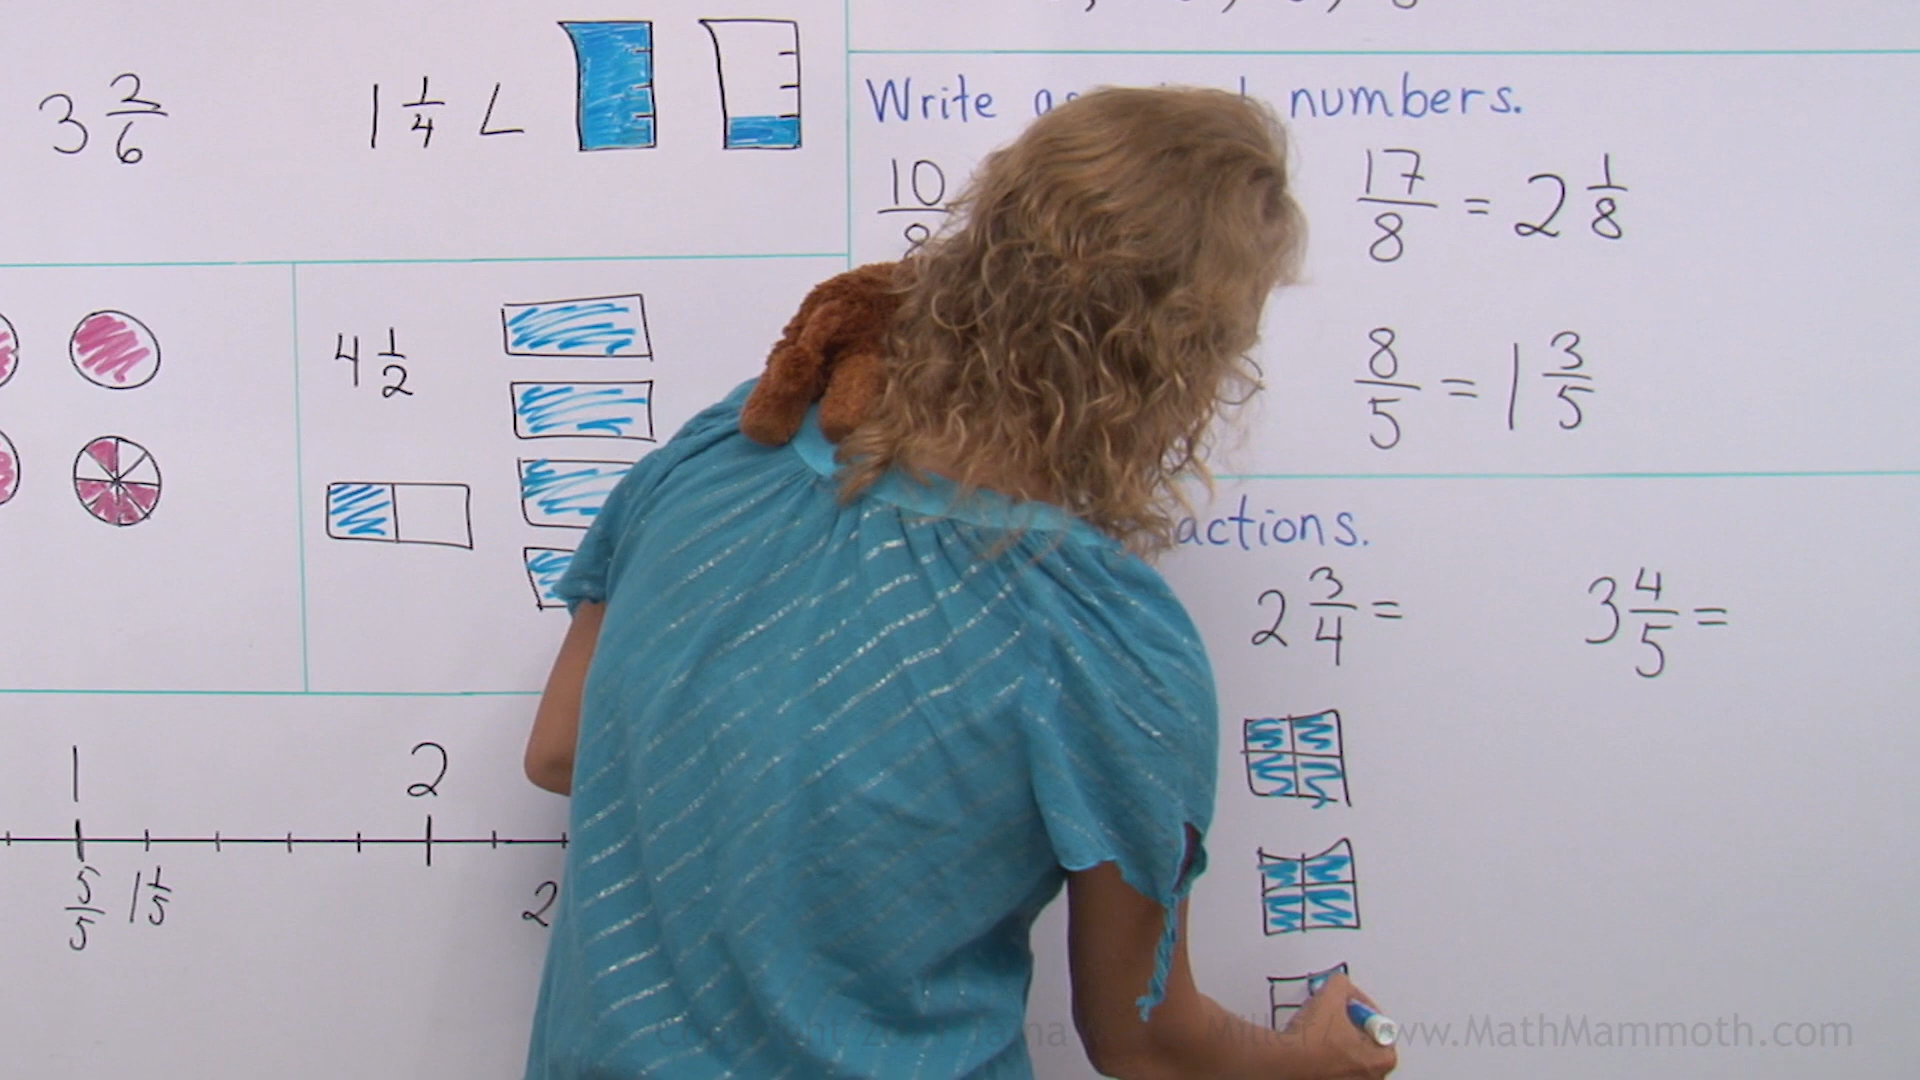 3 2/6
1 1/4 L
Write numbers.
10/8
17/8 = 2 1/8
4 1/2
8/5 = 1 3/5
actions.
2 3/4 =
3 4/5 =
1
2
5/5
1 1/5
2
www.MathMammoth.com